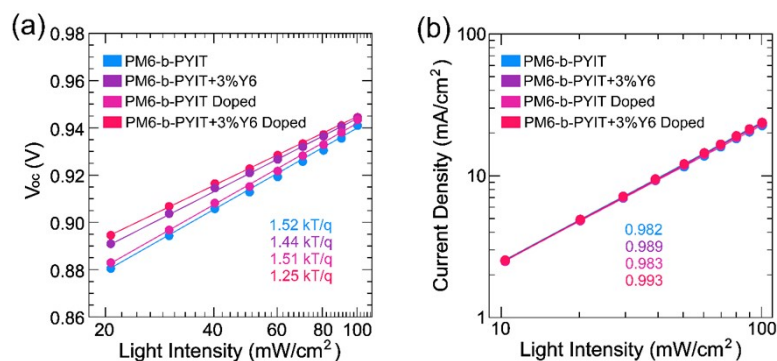 (a)
0.98
0.96
0.94
0.92
0.90
0.88
0.86
Voc (V)
PM6-b-PYIT
PM6-b-PYIT+3%Y6
PM6-b-PYIT Doped
PM6-b-PYIT+3%Y6 Doped
1.52 kT/q
1.44 kT/q
1.51 kT/q
1.25 kT/q
20 40 60 80 100
Light Intensity (mW/cm²)
(b)
100
10
1
Current Density (mA/cm²)
PM6-b-PYIT
PM6-b-PYIT+3%Y6
PM6-b-PYIT Doped
PM6-b-PYIT+3%Y6 Doped
0.982
0.989
0.983
0.993
10 100
Light Intensity (mW/cm²)